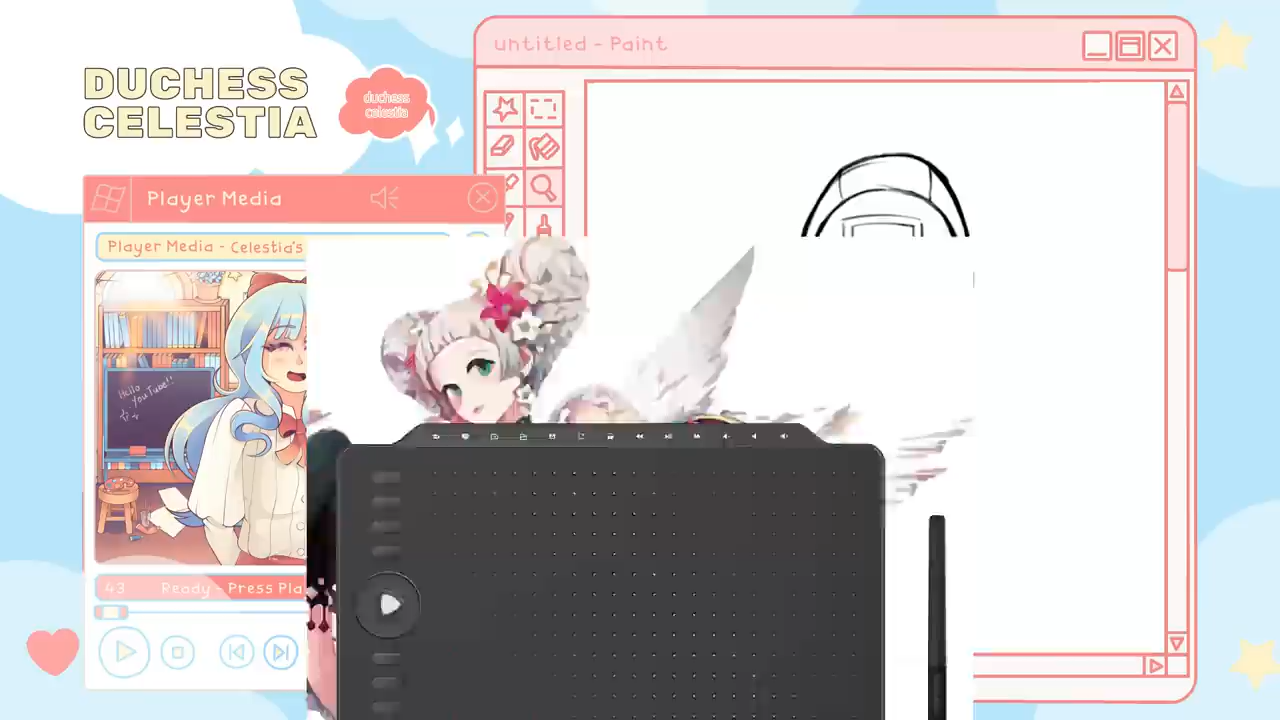 DUCHESS
CELESTIA
duchess
celestia
untitled - Paint
Player Media
Player Media - Celestia's
Hello
YouTube!!
43 Ready - Press Pla